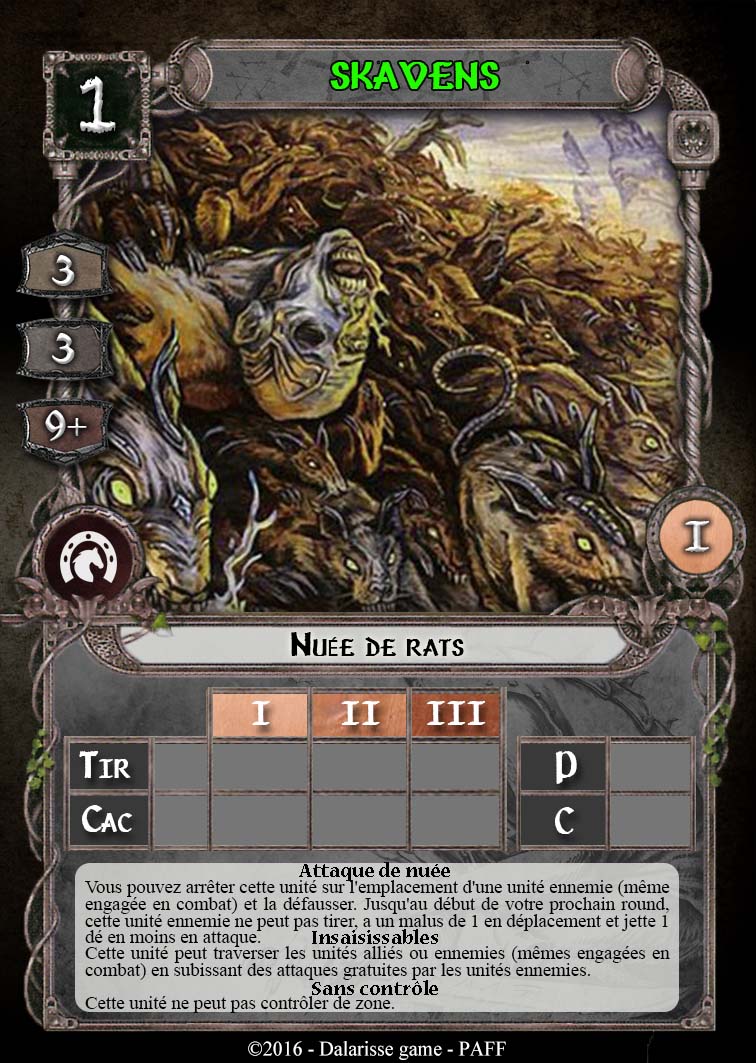 SKAVENS
1
3
3
9+
I
Nuée de rats
I II III
Tir
Cac
D
C
Attaque de nuée
Vous pouvez arrêter cette unité sur l'emplacement d'une unité ennemie (même
engagée en combat) et la défausser. Jusqu'au début de votre prochain round,
cette unité ennemie ne peut pas tirer, a un malus de 1 en déplacement et jette 1
dé en moins en attaque.
Insaisissables
Cette unité peut traverser les unités alliés ou ennemies (mêmes engagées en
combat) en subissant des attaques gratuites par les unités ennemies.
Sans contrôle
Cette unité ne peut pas contrôler de zone.
©2016 - Dalarisse game - PAFF